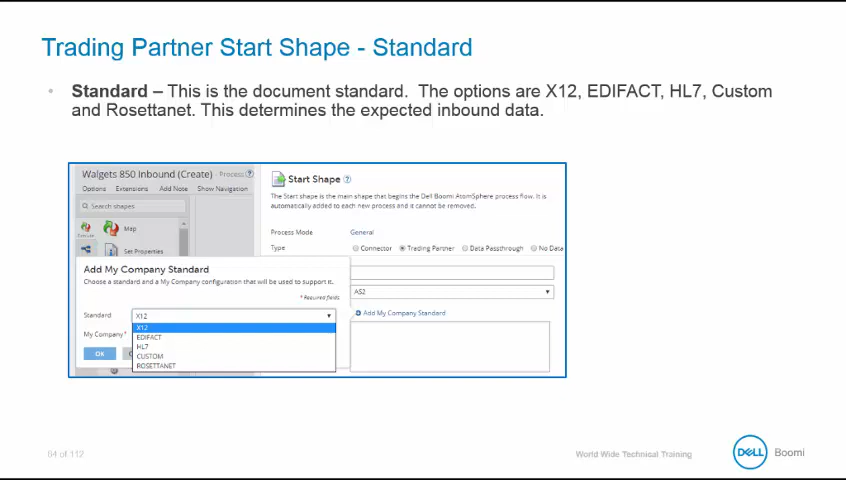 Trading Partner Start Shape - Standard
• Standard – This is the document standard. The options are X12, EDIFACT, HL7, Custom
and Rosettanet. This determines the expected inbound data.
Walgets 850 Inbound (Create) Process ?
Options Extensions Add Note Show Navigation
Search shapes
Execute
Map
Set Properties
Start Shape ?
The Start shape is the main shape that begins the Dell Boomi AtomSphere process flow. It is
automatically added to each new process and it cannot be removed.
Process Mode General
Type Connector Trading Partner Data Passthrough No Data
AS2
Add My Company Standard
Add My Company Standard
Choose a standard and a My Company configuration that will be used to support it.
* Required fields
Standard X12
X12
My Company*
EDIFACT
HL7
OK
CUSTOM
ROSETTANET
64 of 112
World Wide Technical Training
DELL Boomi